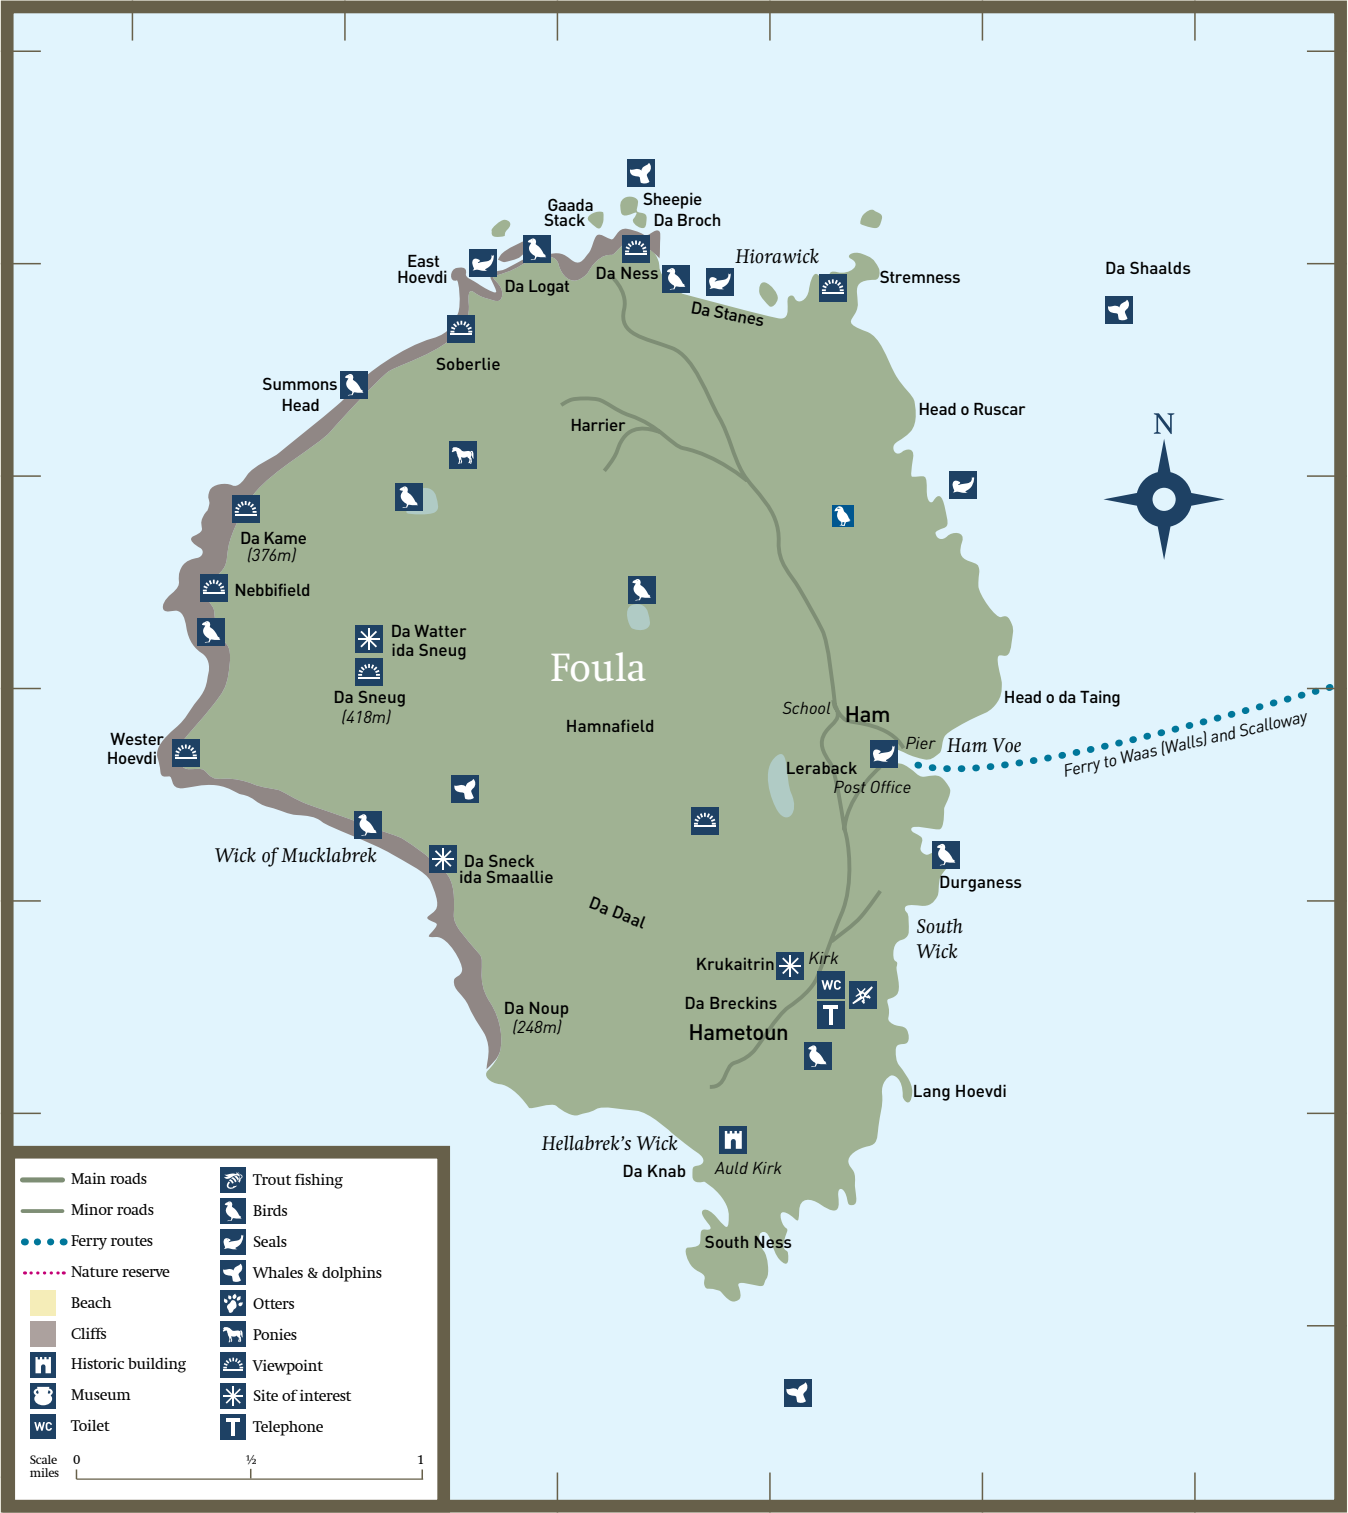 Sheepie
Gaada
Stack
Da Broch
East
Hoevdi
Da Logat
Da Ness
Hiorawick
Da Stanes
Stremness
Da Shaalds
Soberlie
Summons
Head
Head o Ruscar
Harrier
N
Da Kame
(376m)
Nebbifield
Da Watter
ida Sneug
Foula
Da Sneug
(418m)
Hamnafield
School
Ham
Head o da Taing
Pier
Ham Voe
Ferry to Waas (Walls) and Scalloway
Wester
Hoevdi
Leraback
Post Office
Wick of Mucklabrek
Da Sneck
ida Smaallie
Durganess
Da Daal
South
Wick
Krukaitrin
Kirk
WC
Da Breckins
T
Hametoun
Da Noup
(248m)
Lang Hoevdi
Hellabrek's Wick
Da Knab
Auld Kirk
South Ness
Main roads
Minor roads
Ferry routes
Nature reserve
Beach
Cliffs
Historic building
Museum
WC Toilet
Trout fishing
Birds
Seals
Whales & dolphins
Otters
Ponies
Viewpoint
Site of interest
T Telephone
Scale
miles
0 ½ 1